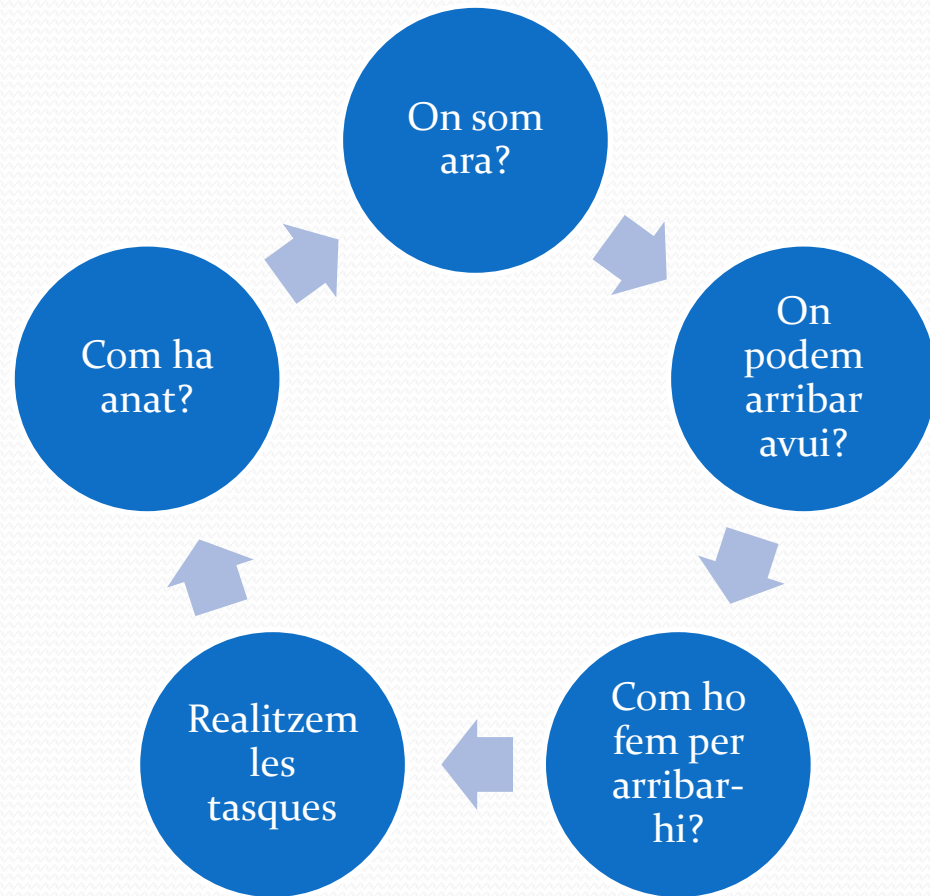 On som
ara?
On
podem
arribar
avui?
Com ho
fem per
arribar-
hi?
Realitzem
les
tasques
Com ha
anat?